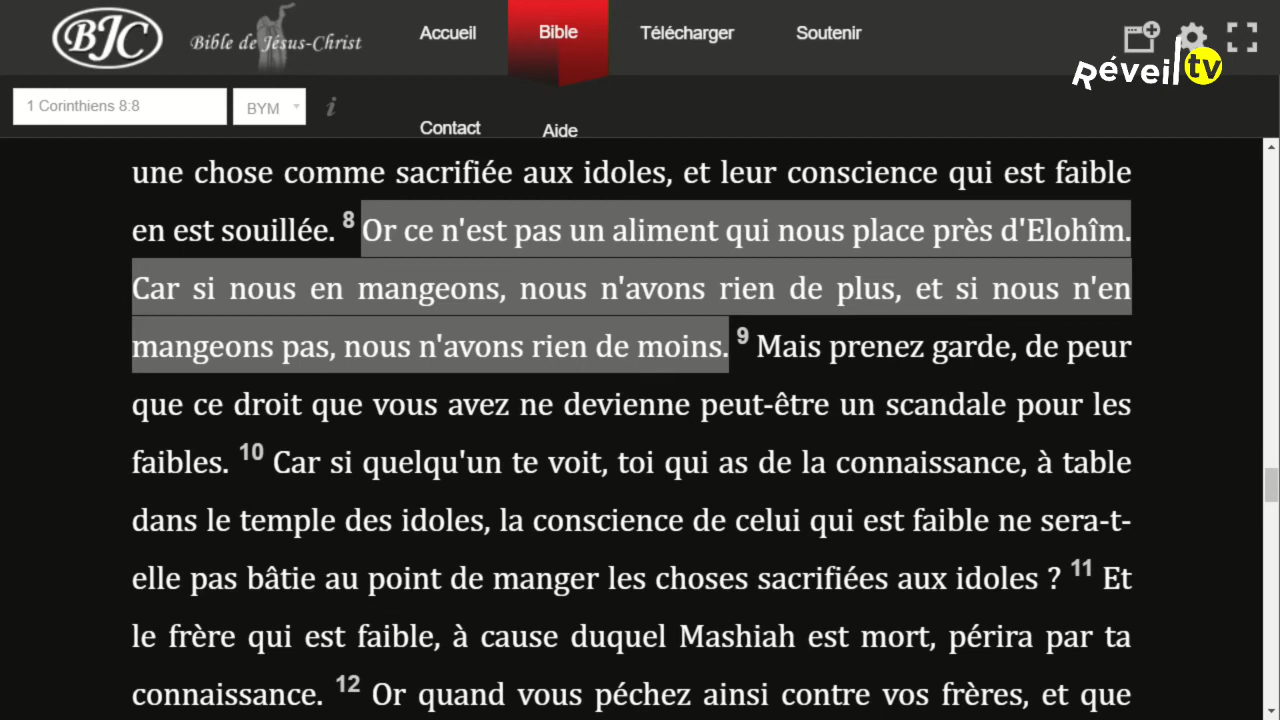 BJC
Bible de Jésus-Christ
Accueil
Bible
Télécharger
Soutenir
Réveil tv
1 Corinthiens 8:8
BYM
i
Contact
Aide
une chose comme sacrifiée aux idoles, et leur conscience qui est faible
en est souillée. 8 Or ce n'est pas un aliment qui nous place près d'Elohîm.
Car si nous en mangeons, nous n'avons rien de plus, et si nous n'en
mangeons pas, nous n'avons rien de moins. 9 Mais prenez garde, de peur
que ce droit que vous avez ne devienne peut-être un scandale pour les
faibles. 10 Car si quelqu'un te voit, toi qui as de la connaissance, à table
dans le temple des idoles, la conscience de celui qui est faible ne sera-t-
elle pas bâtie au point de manger les choses sacrifiées aux idoles ? 11 Et
le frère qui est faible, à cause duquel Mashiah est mort, périra par ta
connaissance. 12 Or quand vous péchez ainsi contre vos frères, et que